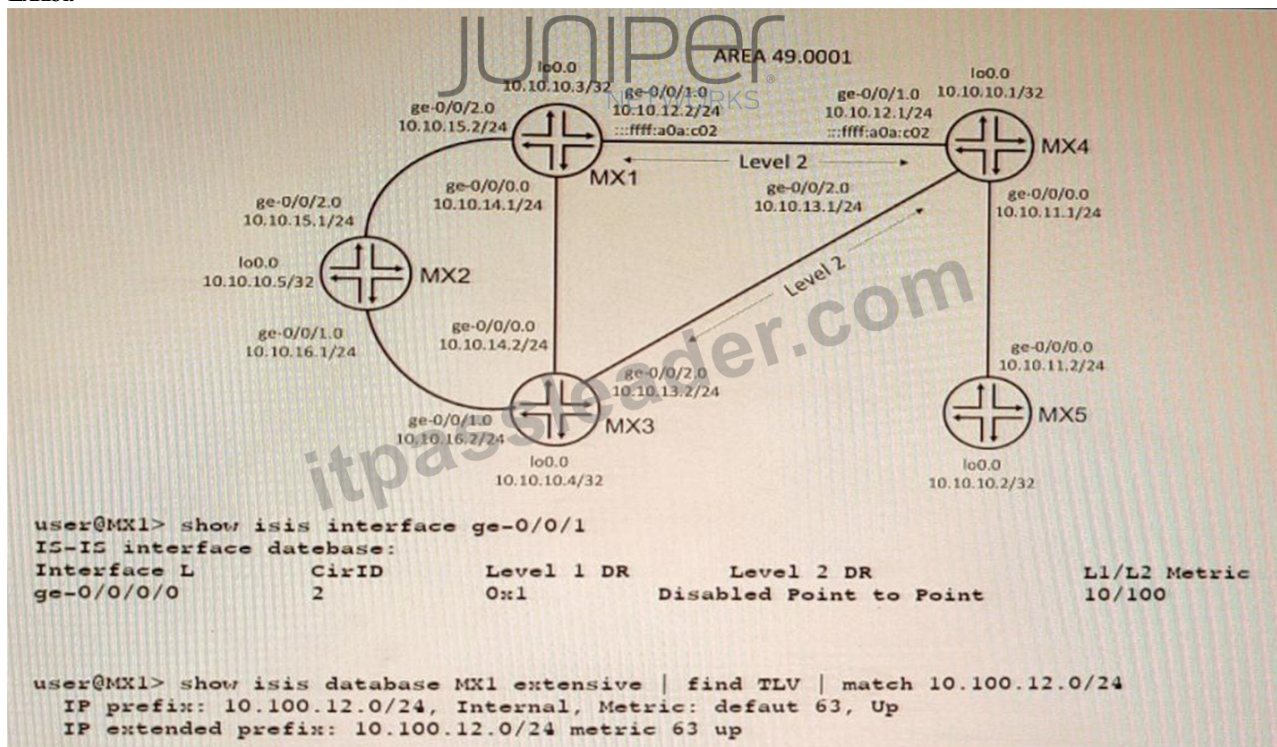 JUNIPER
NETWORKS
AREA 49.0001
lo0.0
10.10.10.3/32
ge-0/0/1.0
10.10.12.2/24
:::ffff:a0a:c02
ge-0/0/1.0
10.10.12.1/24
:::ffff:a0a:c02
lo0.0
10.10.10.1/32
ge-0/0/2.0
10.10.15.2/24
MX1
Level 2
MX4
ge-0/0/0.0
10.10.14.1/24
ge-0/0/2.0
10.10.13.1/24
ge-0/0/0.0
10.10.11.1/24
ge-0/0/2.0
10.10.15.1/24
lo0.0
10.10.10.5/32
MX2
Level 2
ge-0/0/1.0
10.10.16.1/24
ge-0/0/0.0
10.10.14.2/24
ge-0/0/0.0
10.10.11.2/24
ge-0/0/2.0
10.10.13.2/24
ge-0/0/1.0
10.10.16.2/24
MX3
MX5
lo0.0
10.10.10.4/32
lo0.0
10.10.10.2/32
itpassleader.com
user@MX1> show isis interface ge-0/0/1
IS-IS interface datebase:
Interface L CirID Level 1 DR Level 2 DR L1/L2 Metric
ge-0/0/0/0 2 0x1 Disabled Point to Point 10/100
user@MX1> show isis database MX1 extensive | find TLV | match 10.100.12.0/24
IP prefix: 10.100.12.0/24, Internal, Metric: defaut 63, Up
IP extended prefix: 10.100.12.0/24 metric 63 up